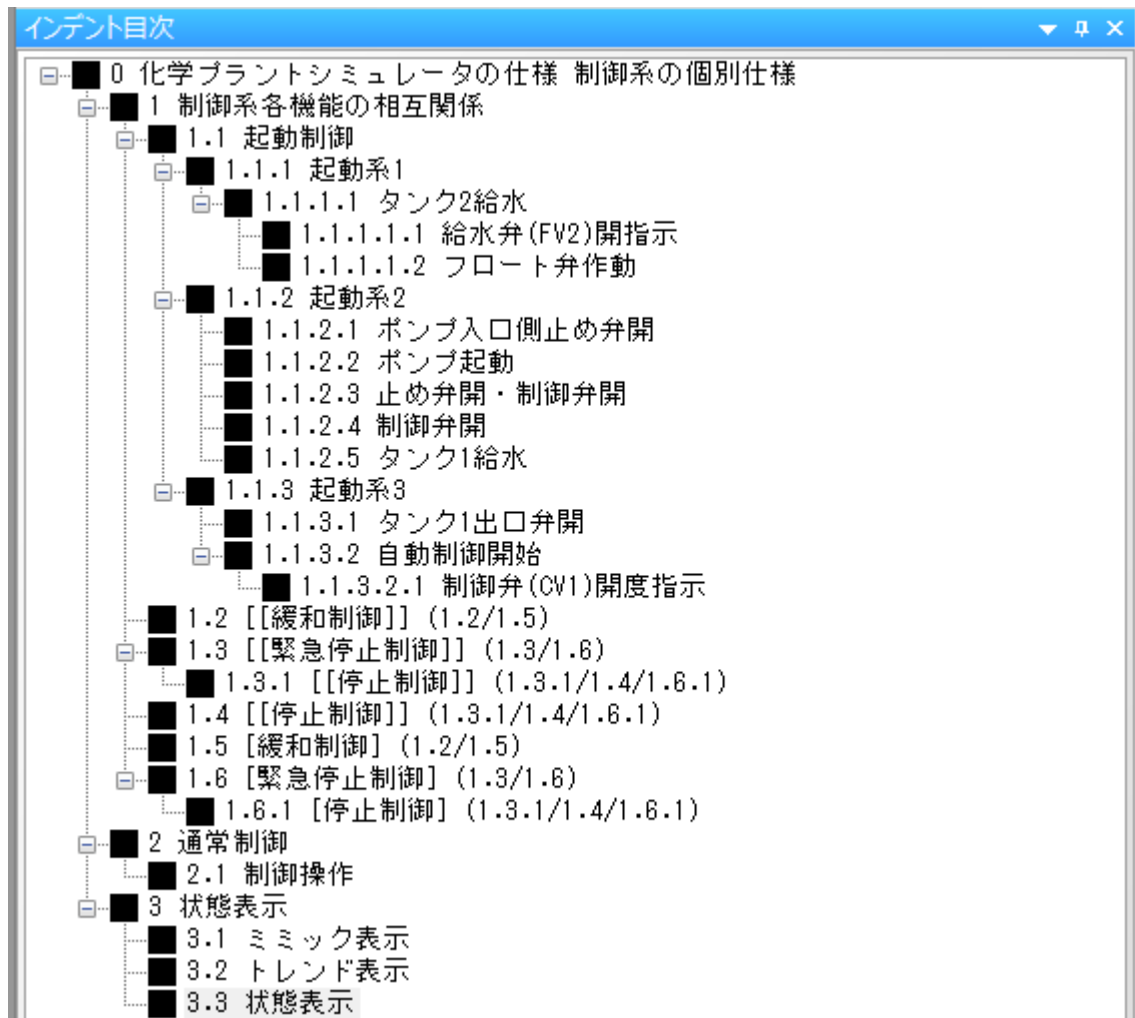 インデント目次
0 化学プラントシミュレータの仕様 制御系の個別仕様
1 制御系各機能の相互関係
1.1 起動制御
1.1.1 起動系1
1.1.1.1 タンク2給水
1.1.1.1.1 給水弁(FV2)開指示
1.1.1.1.2 フロート弁作動
1.1.2 起動系2
1.1.2.1 ポンプ入口側止め弁開
1.1.2.2 ポンプ起動
1.1.2.3 止め弁開・制御弁開
1.1.2.4 制御弁開
1.1.2.5 タンク1給水
1.1.3 起動系3
1.1.3.1 タンク1出口弁開
1.1.3.2 自動制御開始
1.1.3.2.1 制御弁(CV1)開度指示
1.2 [[緩和制御]] (1.2/1.5)
1.3 [[緊急停止制御]] (1.3/1.6)
1.3.1 [[停止制御]] (1.3.1/1.4/1.6.1)
1.4 [[停止制御]] (1.3.1/1.4/1.6.1)
1.5 [緩和制御] (1.2/1.5)
1.6 [緊急停止制御] (1.3/1.6)
1.6.1 [停止制御] (1.3.1/1.4/1.6.1)
2 通常制御
2.1 制御操作
3 状態表示
3.1 ミミック表示
3.2 トレンド表示
3.3 状態表示